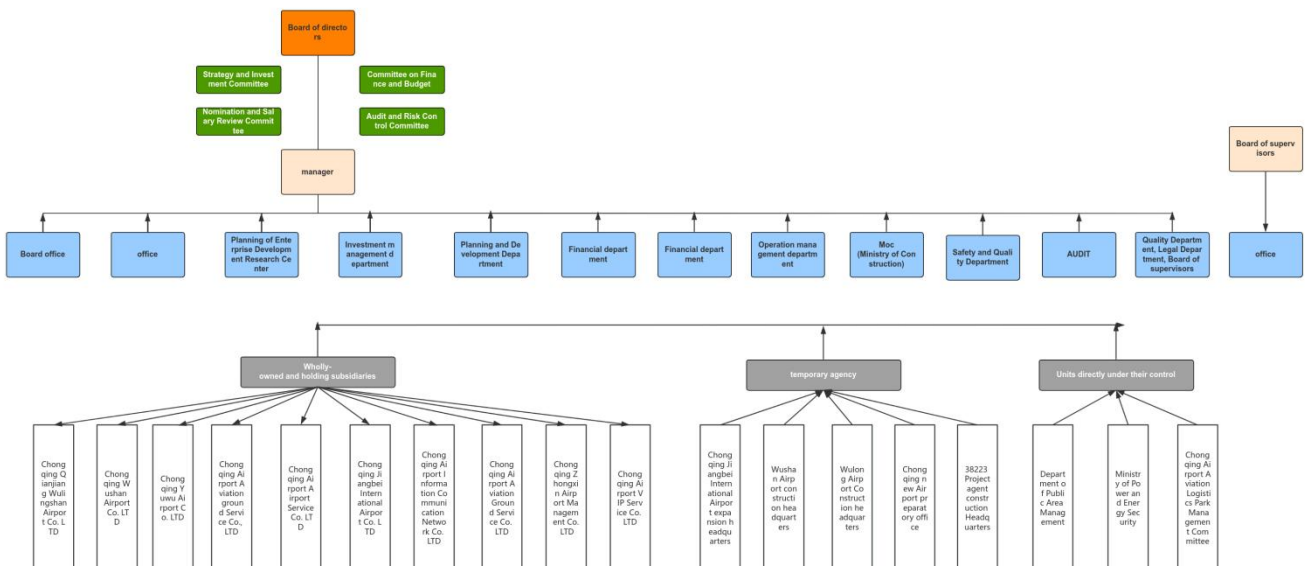 Board of directo
rs
Strategy and Invest
ment Committee
Committee on Fina
nce and Budget
Nomination and Sal
ary Review Commit
tee
Audit and Risk Con
trol Committee
Board of superv
isors
manager
Board office
office
Planning of Ente
rprise Developm
ent Research Ce
nter
Investment m
anagement d
epartment
Planning and De
velopment Depa
rtment
Financial depart
ment
Financial depart
ment
Operation mana
gement departm
ent
Moc
(Ministry of Con
struction)
Safety and Quali
ty Department
AUDIT
Quality Departm
ent, Legal Depar
tment, Board of
supervisors
office
Wholly-
owned and holding subsidiaries
temporary agency
Units directly under their control
Chong
qing Q
ianjian
g Wuli
ngshan
Airpor
t Co. L
TD
Chong
qing W
ushan
Airport
Co. LT
D
Chong
qing Y
uwu Ai
rport C
o. LTD
Chong
qing Ai
rport A
viation
groun
d Servi
ce Co.,
LTD
Chong
qing Ai
rport A
irport
Service
Co. LT
D
Chong
qing Ji
angbei
Intern
ational
Airpor
t Co. L
TD
Chong
qing Ai
rport I
nforma
tion Co
mmuni
cation
Netwo
rk Co.
LTD
Chong
qing Ai
rport A
viation
Groun
d Servi
ce Co.
LTD
Chong
qing Z
hongxi
n Airp
ort Ma
nagem
ent Co.
LTD
Chong
qing Ai
rport V
IP Serv
ice Co.
LTD
Chong
qing Ji
angbei
Intern
ational
Airpor
t expa
nsion h
eadqu
arters
Wusha
n Airp
ort con
structi
on hea
dquart
ers
Wulon
g Airp
ort Co
nstruct
ion he
adquar
ters
Chong
qing n
ew Air
port pr
eparat
ory offi
ce
38223
Project
agent
constr
uction
Headq
uarters
Depart
ment o
f Publi
c Area
Manag
ement
Ministr
y of Po
wer an
d Ener
gy Sec
urity
Chong
qing Ai
rport A
viation
Logisti
cs Park
Mana
gemen
t Com
mittee